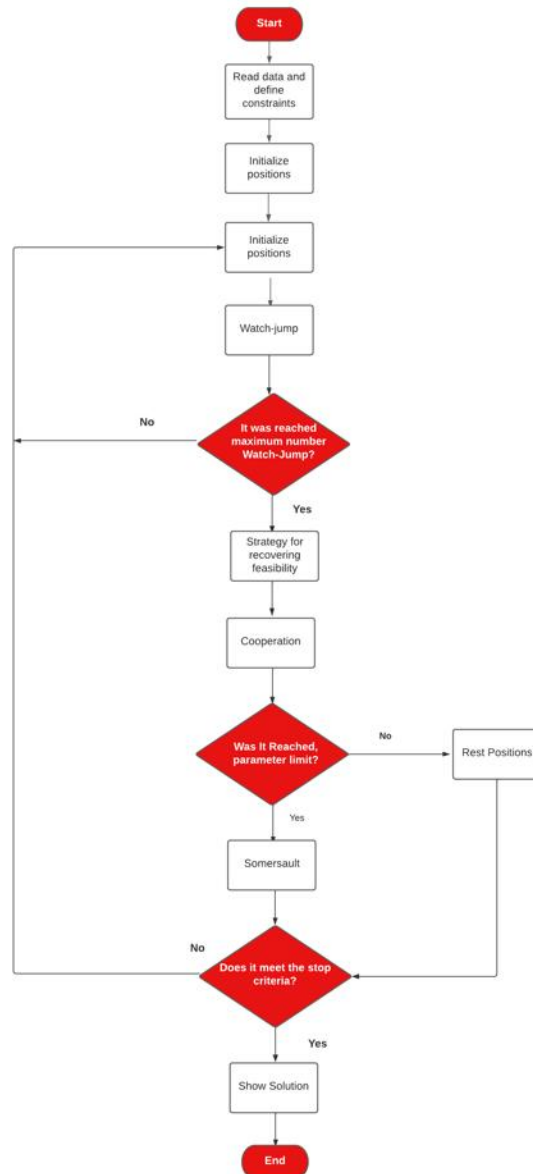 Start
Read data and
define
constraints
Initialize
positions
Initialize
positions
Watch-jump
It was reached
maximum number
Watch-Jump?
No
Yes
Strategy for
recovering
feasibility
Cooperation
Was It Reached,
parameter limit?
No
Rest Positions
Yes
Somersault
No
Does it meet the stop
criteria?
Yes
Show Solution
End